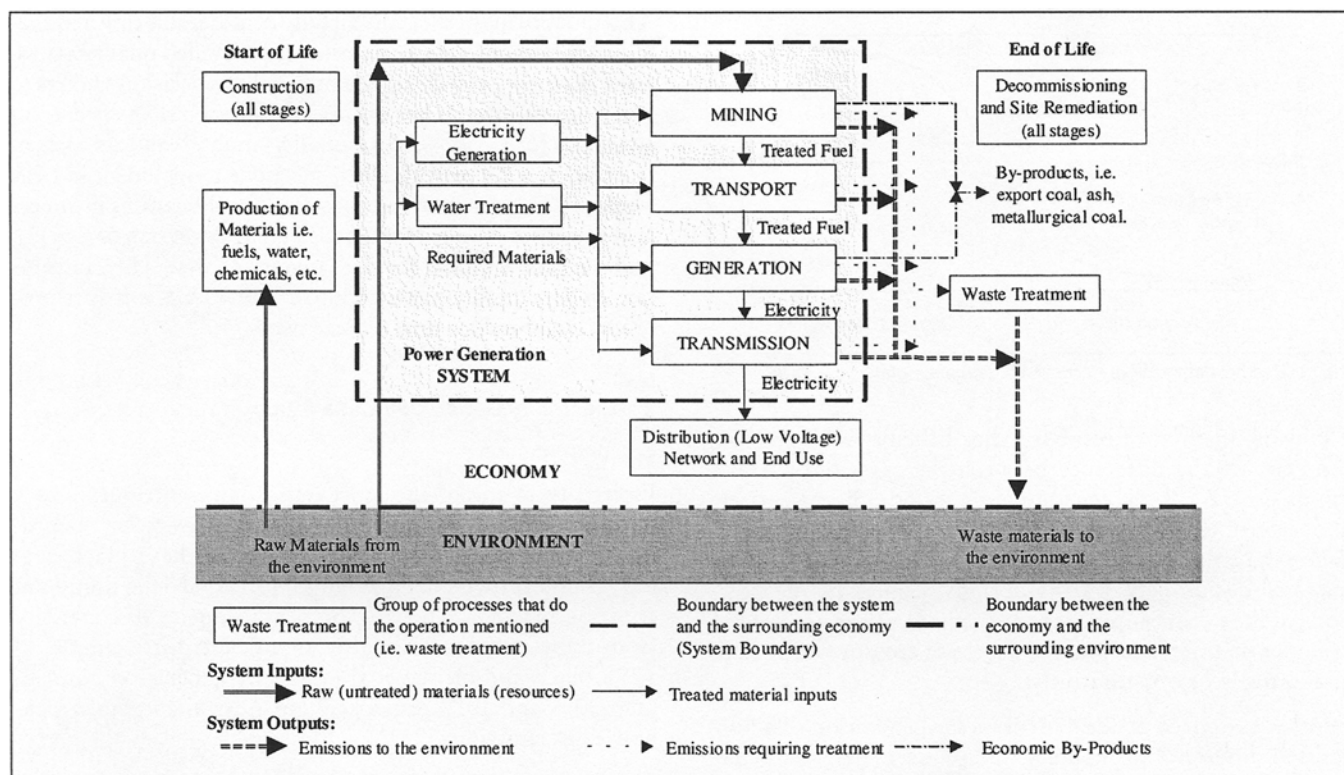 Start of Life
Construction
(all stages)
Production of
Materials i.e.
fuels, water,
chemicals, etc.
Electricity
Generation
Water Treatment
Required Materials
MINING
Treated Fuel
TRANSPORT
Treated Fuel
GENERATION
Electricity
TRANSMISSION
Electricity
Power Generation
SYSTEM
Distribution (Low Voltage)
Network and End Use
End of Life
Decommissioning
and Site Remediation
(all stages)
By-products, i.e.
export coal, ash,
metallurgical coal.
Waste Treatment
ECONOMY
ENVIRONMENT
Raw Materials from
the environment
Waste materials to
the environment
Waste Treatment
Group of processes that do
the operation mentioned
(i.e. waste treatment)
Boundary between the system
and the surrounding economy
(System Boundary)
Boundary between the
economy and the
surrounding environment
System Inputs:
Raw (untreated) materials (resources)
Treated material inputs
System Outputs:
Emissions to the environment
Emissions requiring treatment
Economic By-Products